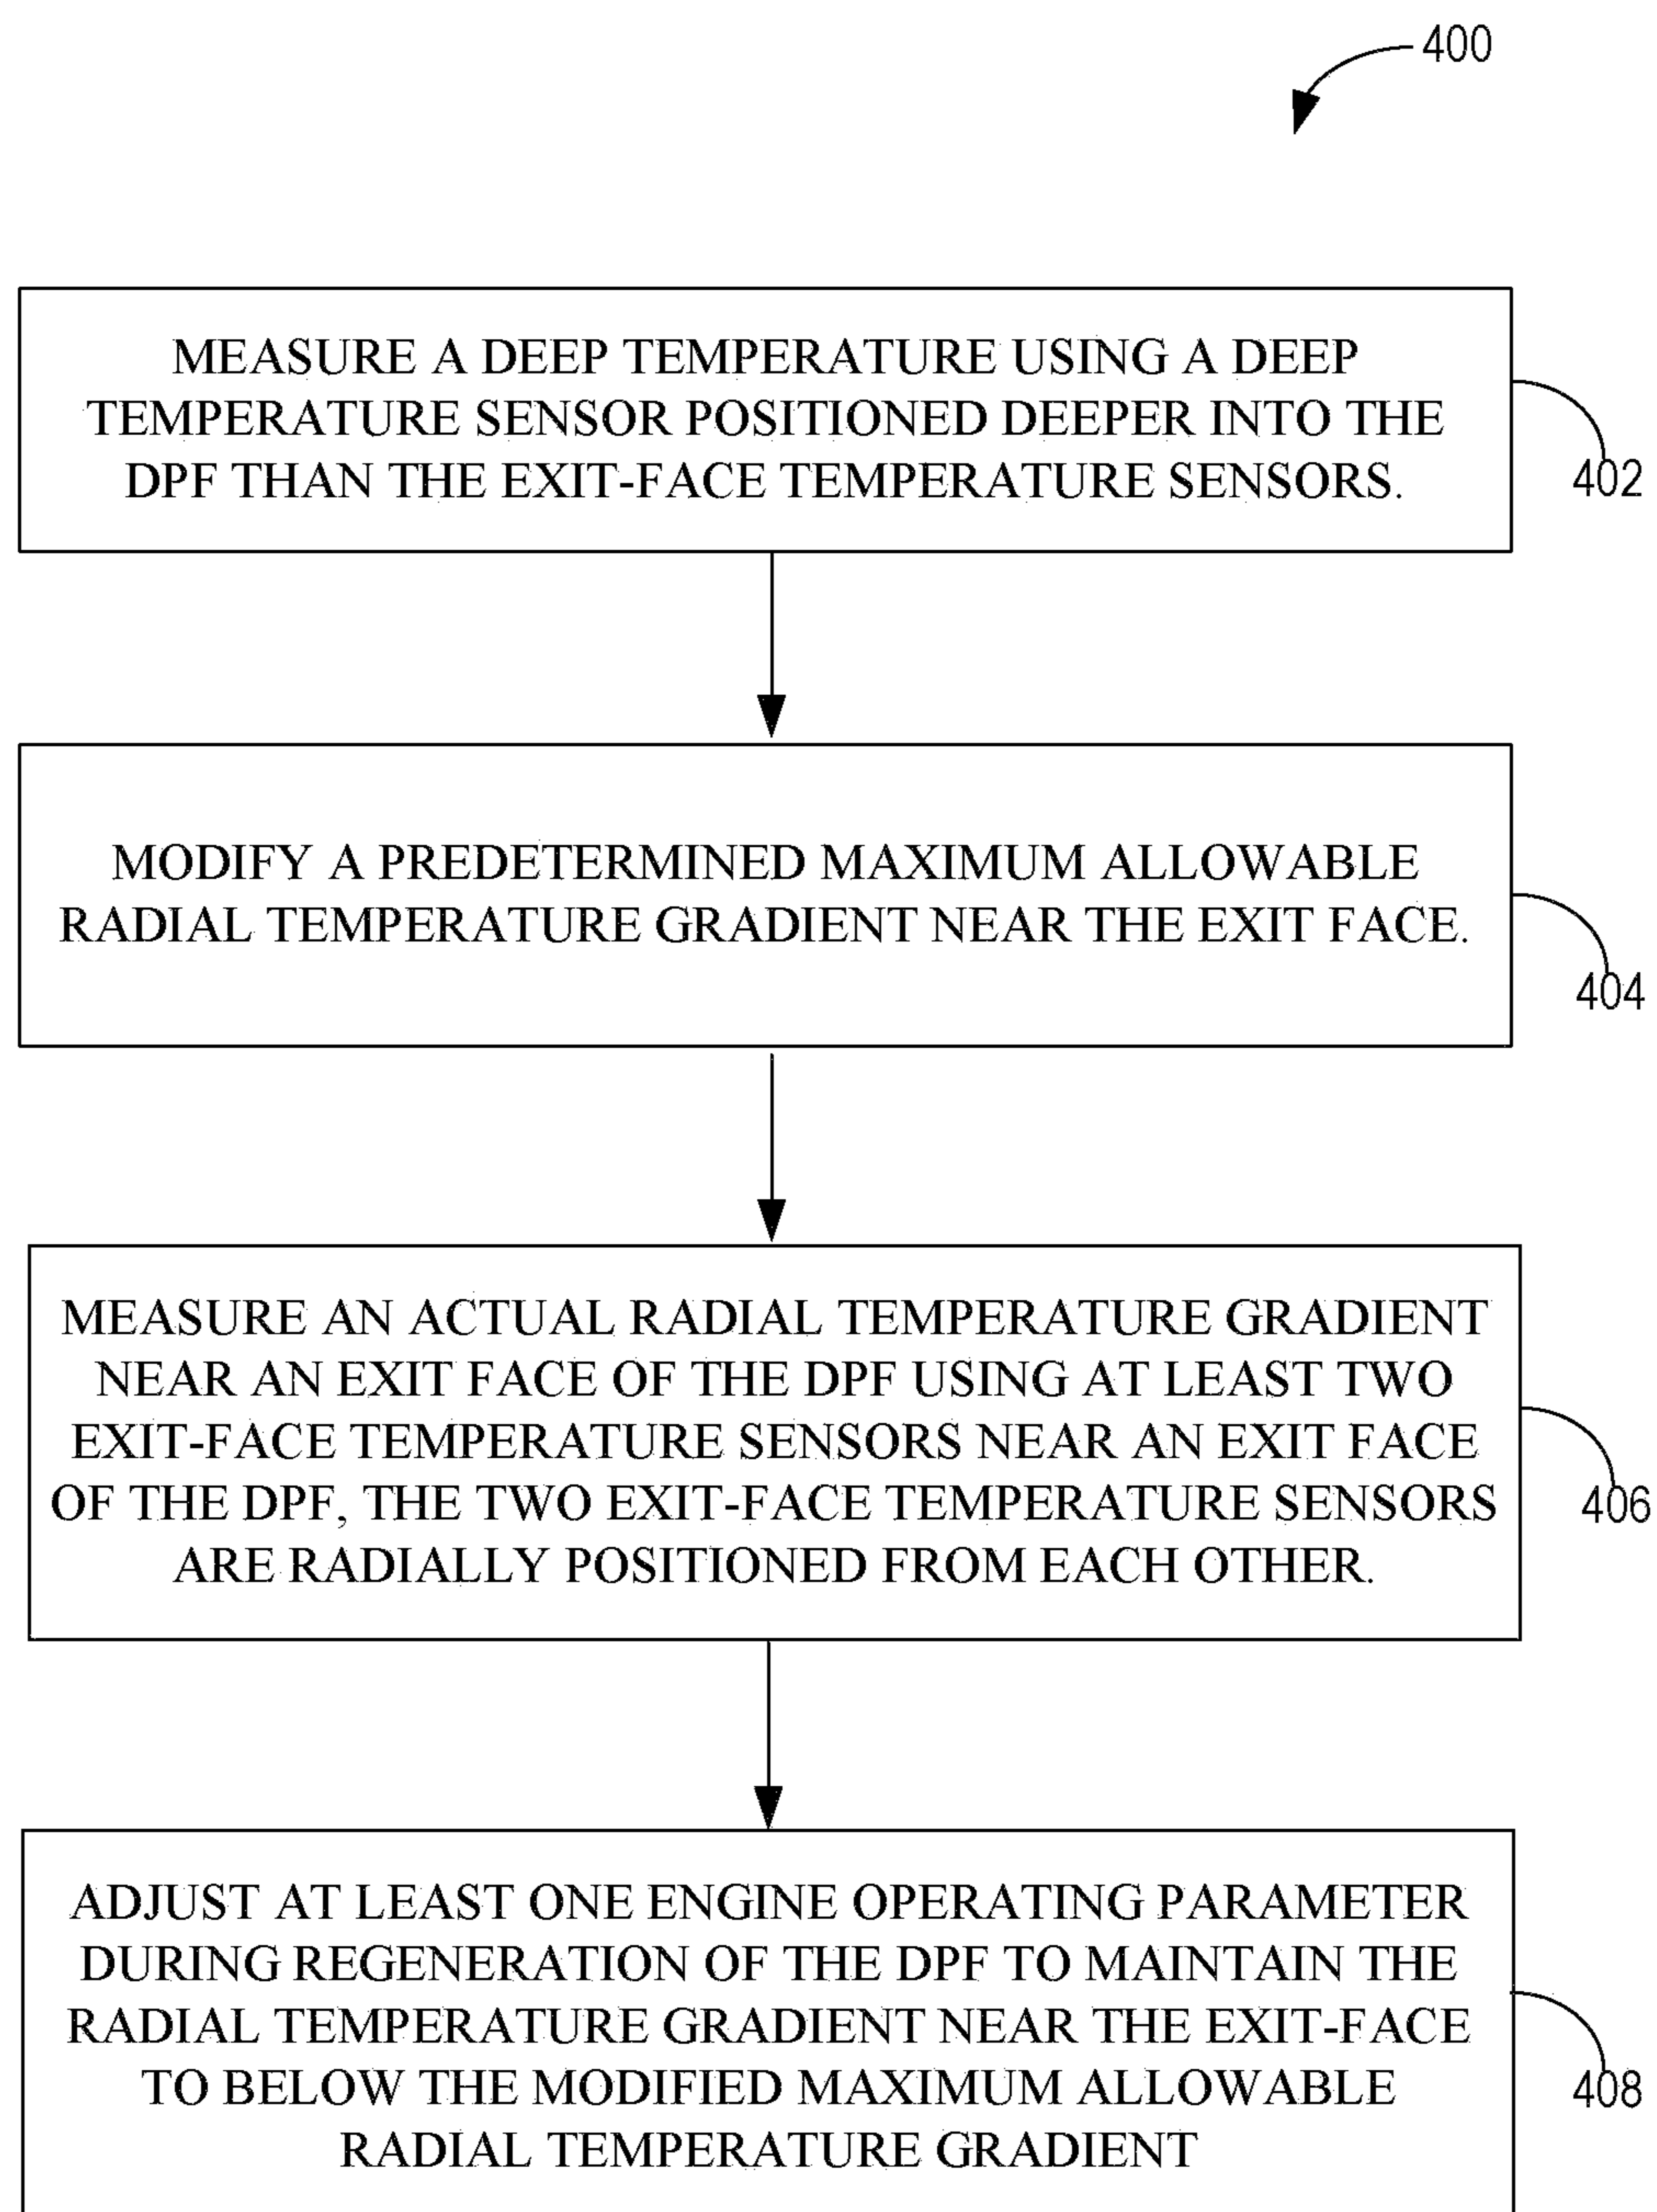 400
MEASURE A DEEP TEMPERATURE USING A DEEP
TEMPERATURE SENSOR POSITIONED DEEPER INTO THE
DPF THAN THE EXIT-FACE TEMPERATURE SENSORS.
402
MODIFY A PREDETERMINED MAXIMUM ALLOWABLE
RADIAL TEMPERATURE GRADIENT NEAR THE EXIT FACE.
404
MEASURE AN ACTUAL RADIAL TEMPERATURE GRADIENT
NEAR AN EXIT FACE OF THE DPF USING AT LEAST TWO
EXIT-FACE TEMPERATURE SENSORS NEAR AN EXIT FACE
OF THE DPF, THE TWO EXIT-FACE TEMPERATURE SENSORS
ARE RADIALLY POSITIONED FROM EACH OTHER.
406
ADJUST AT LEAST ONE ENGINE OPERATING PARAMETER
DURING REGENERATION OF THE DPF TO MAINTAIN THE
RADIAL TEMPERATURE GRADIENT NEAR THE EXIT-FACE
TO BELOW THE MODIFIED MAXIMUM ALLOWABLE
RADIAL TEMPERATURE GRADIENT
408